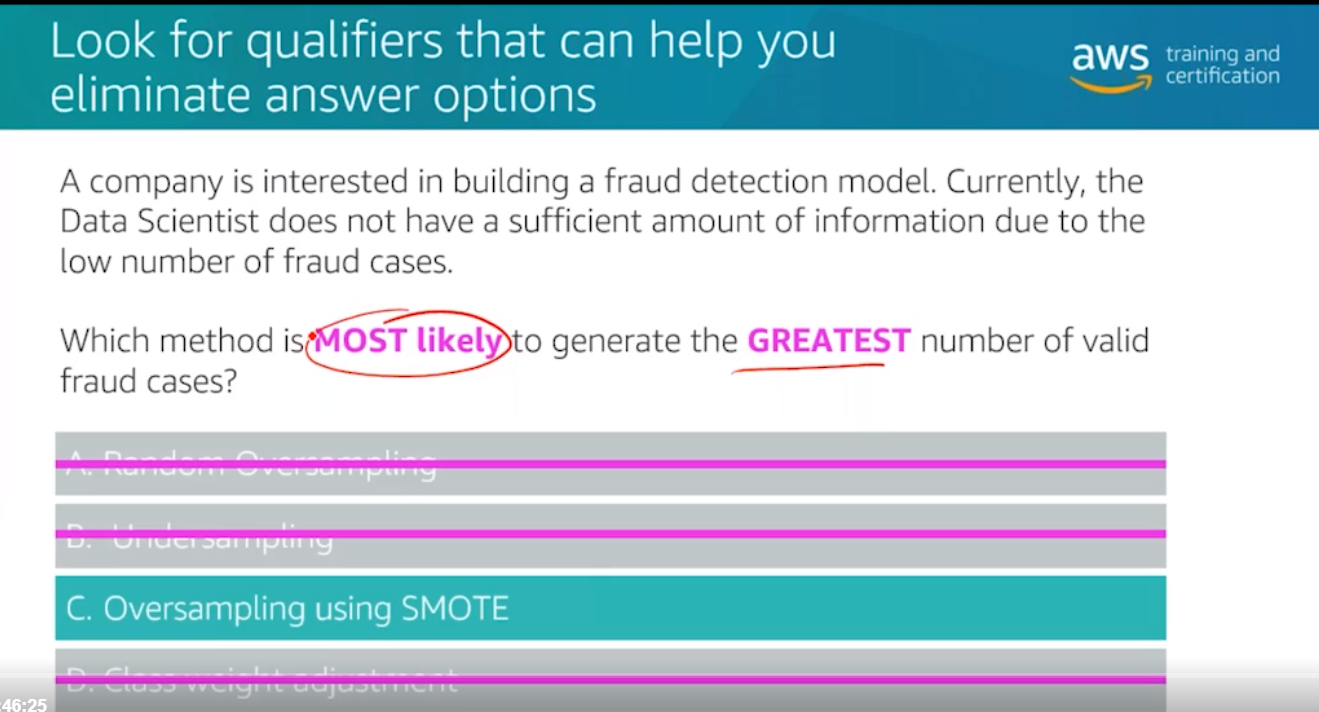 Look for qualifiers that can help you
eliminate answer options
aws training and
certification
A company is interested in building a fraud detection model. Currently, the
Data Scientist does not have a sufficient amount of information due to the
low number of fraud cases.
Which method is MOST likely to generate the GREATEST number of valid
fraud cases?
A. Random Oversampling
B. Undersampling
C. Oversampling using SMOTE
D. Class weight adjustment
:46:25